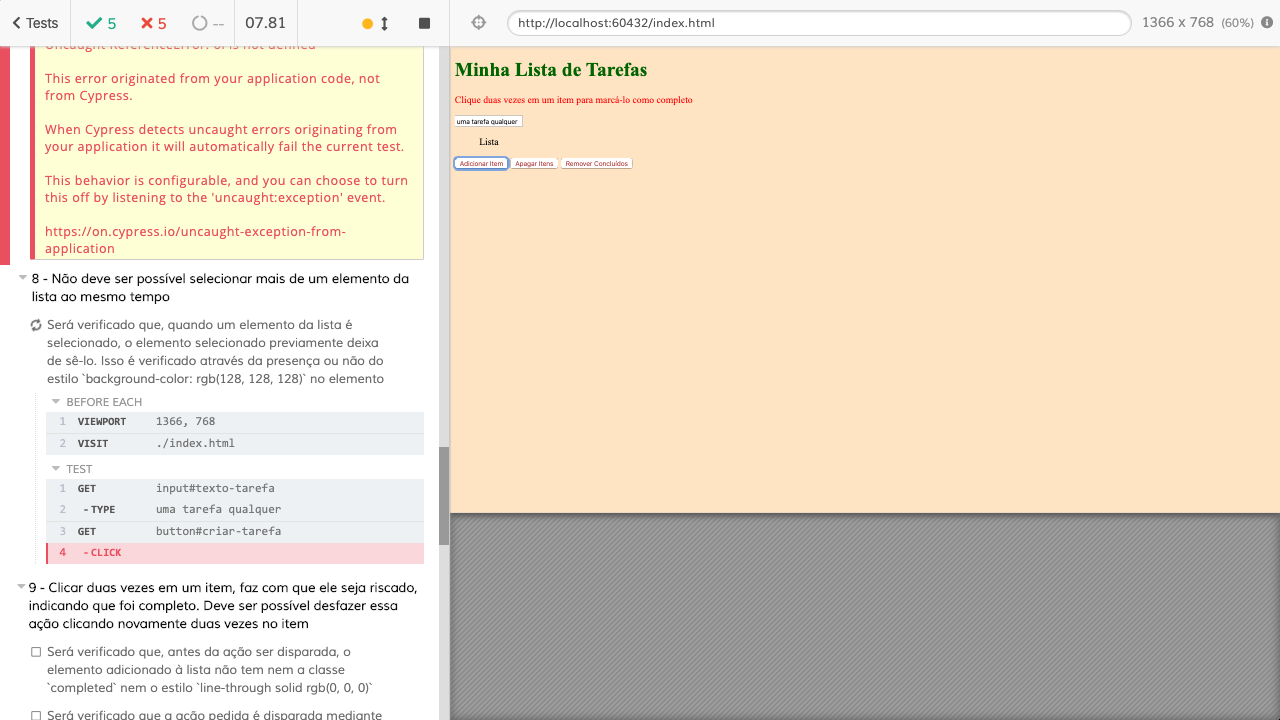 Tests 5 5 -- 07.81
http://localhost:60432/index.html
1366 x 768 (60%)
This error originated from your application code, not
from Cypress.
When Cypress detects uncaught errors originating from
your application it will automatically fail the current test.
This behavior is configurable, and you can choose to turn
this off by listening to the 'uncaught:exception' event.
https://on.cypress.io/uncaught-exception-from-
application
8 - Não deve ser possível selecionar mais de um elemento da
lista ao mesmo tempo
Será verificado que, quando um elemento da lista é
selecionado, o elemento selecionado previamente deixa
de sê-lo. Isso é verificado através da presença ou não do
estilo `background-color: rgb(128, 128, 128)` no elemento
BEFORE EACH
1 VIEWPORT 1366, 768
2 VISIT ./index.html
TEST
1 GET input#texto-tarefa
2 -TYPE uma tarefa qualquer
3 GET button#criar-tarefa
4 -CLICK
9 - Clicar duas vezes em um item, faz com que ele seja riscado,
indicando que foi completo. Deve ser possível desfazer essa
ação clicando novamente duas vezes no item
Será verificado que, antes da ação ser disparada, o
elemento adicionado à lista não tem nem a classe
`completed` nem o estilo `line-through solid rgb(0, 0, 0)`
Será verificado que a ação pedida é disparada mediante
Minha Lista de Tarefas
Clique duas vezes em um item para marcá-lo como completo
uma tarefa qualquer
Lista
Adicionar Item Apagar Itens Remover Concluídos